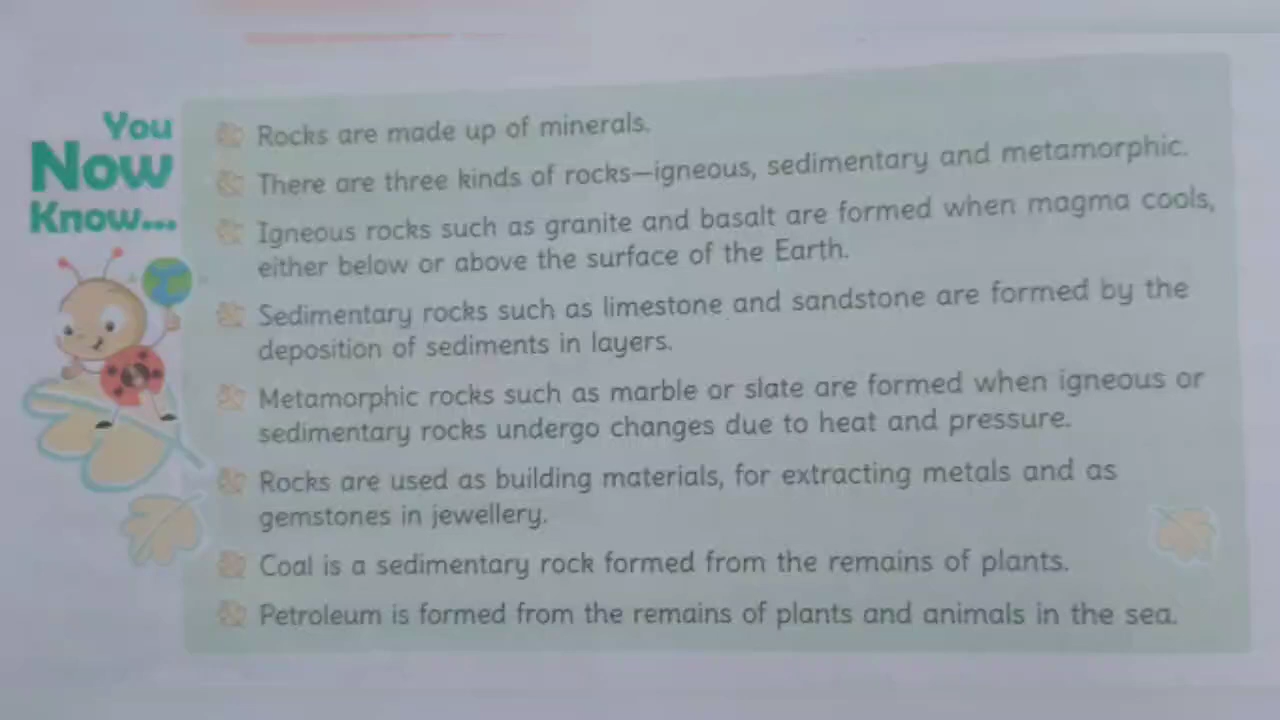 You
Now
Know...
Rocks are made up of minerals.
There are three kinds of rocks—igneous, sedimentary and metamorphic.
Igneous rocks such as granite and basalt are formed when magma cools,
either below or above the surface of the Earth.
Sedimentary rocks such as limestone and sandstone are formed by the
deposition of sediments in layers.
Metamorphic rocks such as marble or slate are formed when igneous or
sedimentary rocks undergo changes due to heat and pressure.
Rocks are used as building materials, for extracting metals and as
gemstones in jewellery.
Coal is a sedimentary rock formed from the remains of plants.
Petroleum is formed from the remains of plants and animals in the sea.